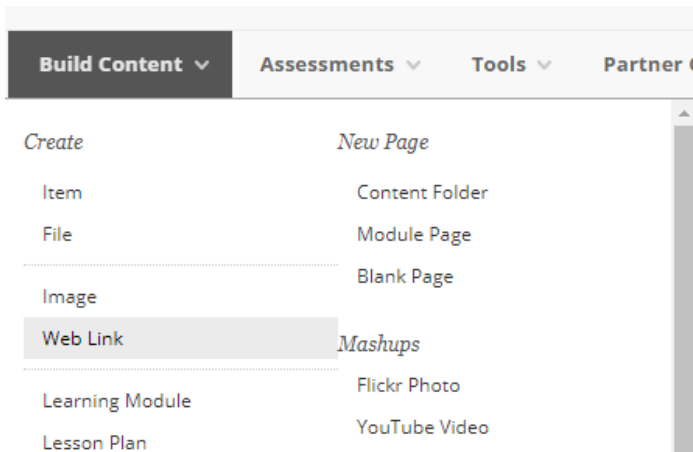 Build Content Assessments Tools Partner
Create
Item
File
Image
Web Link
Learning Module
Lesson Plan
New Page
Content Folder
Module Page
Blank Page
Mashups
Flickr Photo
YouTube Video